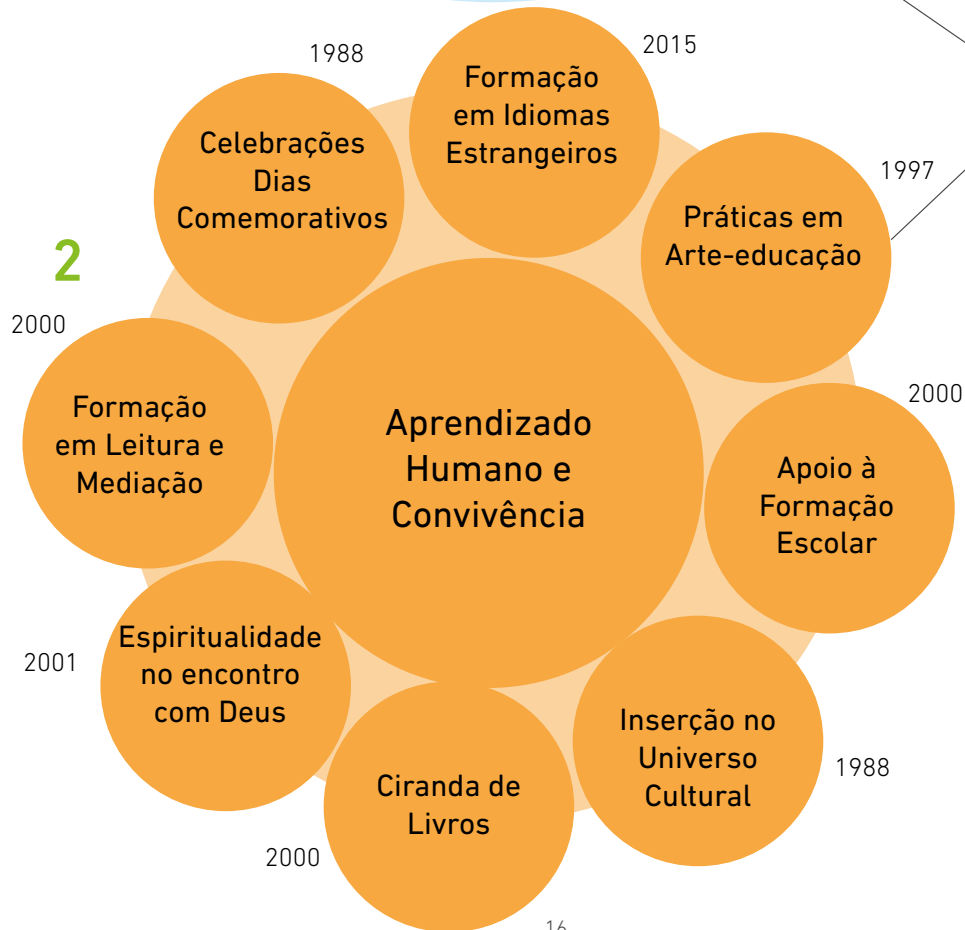 2
Aprendizado
Humano e
Convivência
1988
Celebrações
Dias
Comemorativos
2015
Formação
em Idiomas
Estrangeiros
1997
Práticas em
Arte-educação
2000
Apoio à
Formação
Escolar
1988
Inserção no
Universo
Cultural
2000
Ciranda de
Livros
2001
Espiritualidade
no encontro
com Deus
2000
Formação
em Leitura e
Mediação
16